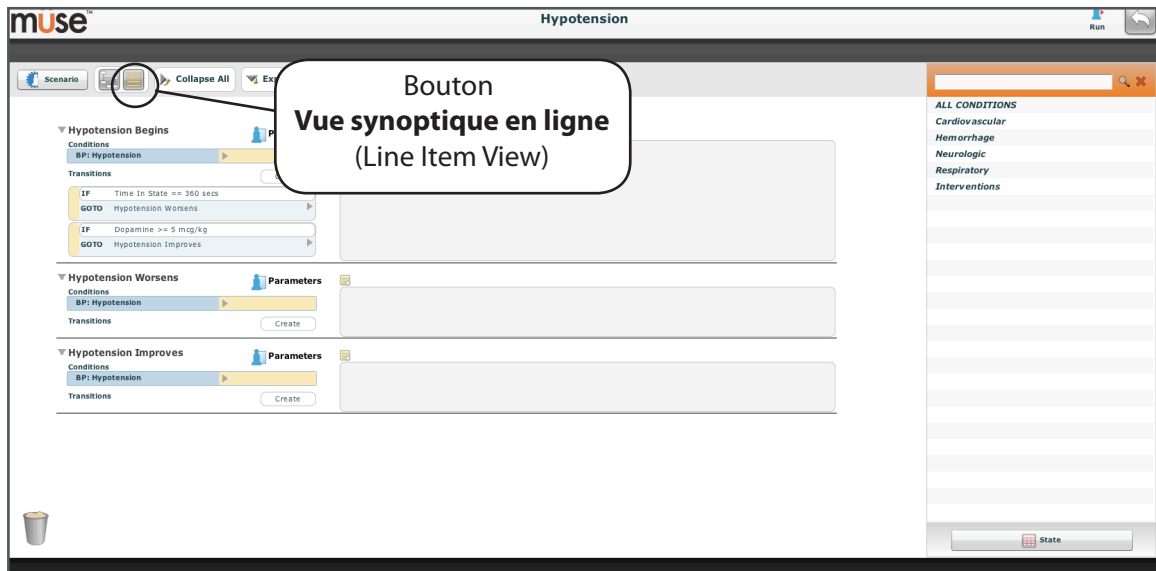 müse™
Hypotension
Run
Scenario
Collapse All
Bouton
Vue synoptique en ligne
(Line Item View)
ALL CONDITIONS
Cardiovascular
Hemorrhage
Neurologic
Respiratory
Interventions
Hypotension Begins
Conditions
BP: Hypotension
Transitions
IF Time In State == 360 secs
GOTO Hypotension Worsens
IF Dopamine >= 5 mcg/kg
GOTO Hypotension Improves
Hypotension Worsens
Parameters
Conditions
BP: Hypotension
Transitions
Create
Hypotension Improves
Parameters
Conditions
BP: Hypotension
Transitions
Create
State